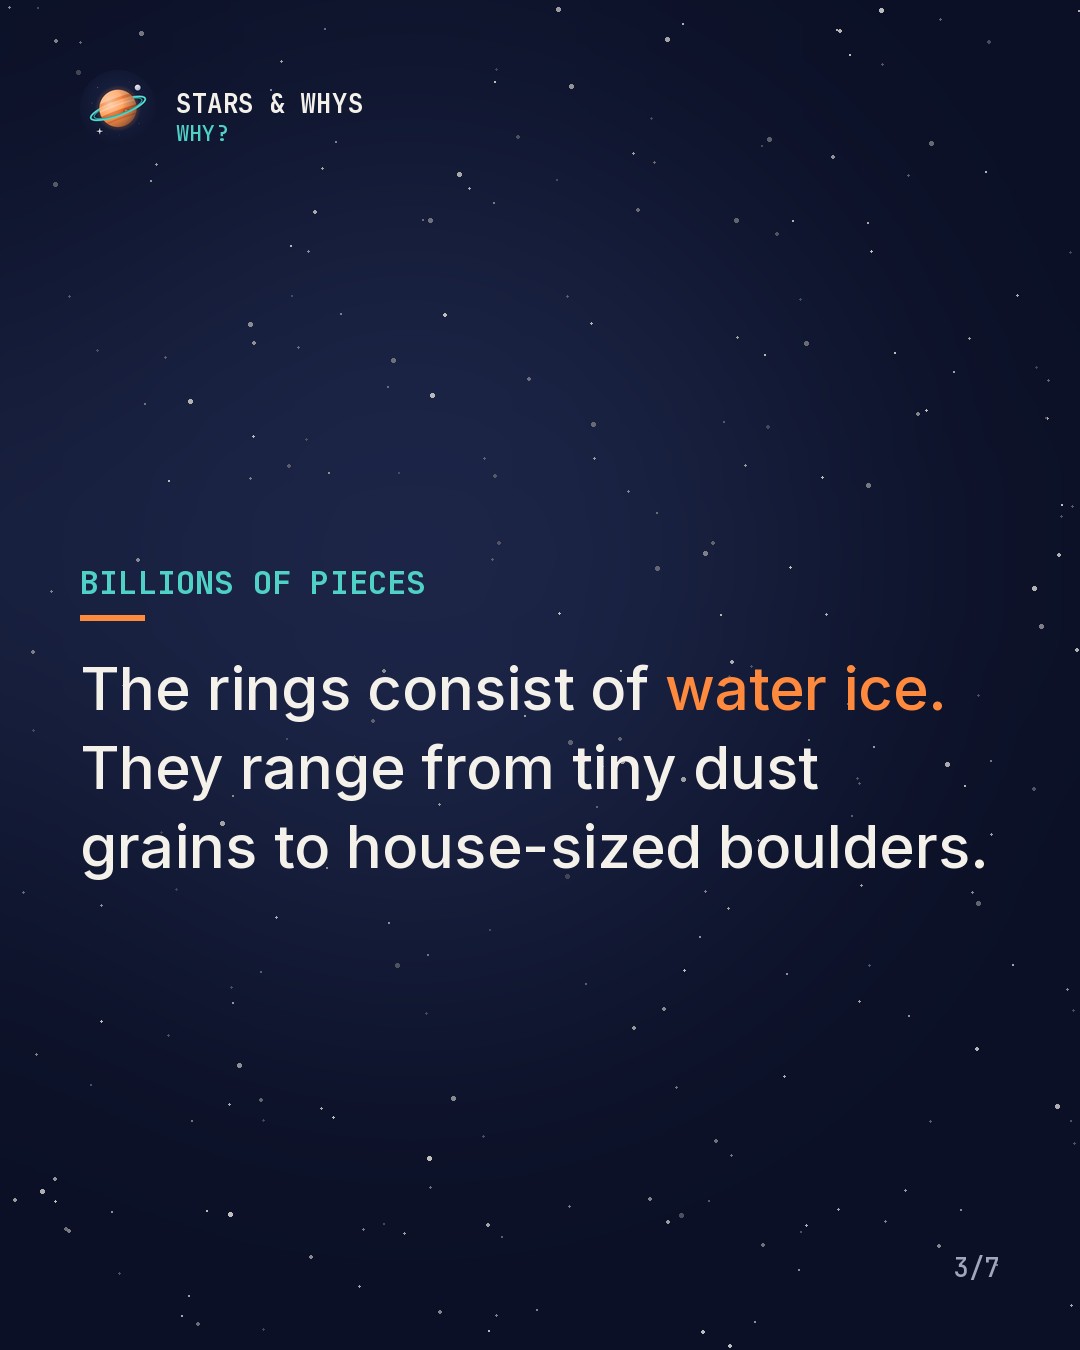 STARS & WHYS
WHY?
BILLIONS OF PIECES
The rings consist of water ice.
They range from tiny dust
grains to house-sized boulders.
3/7